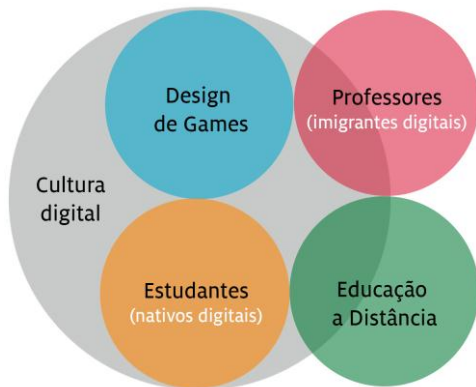 Design
de Games
Professores
(imigrantes digitais)
Cultura
digital
Estudantes
(nativos digitais)
Educação
a Distância